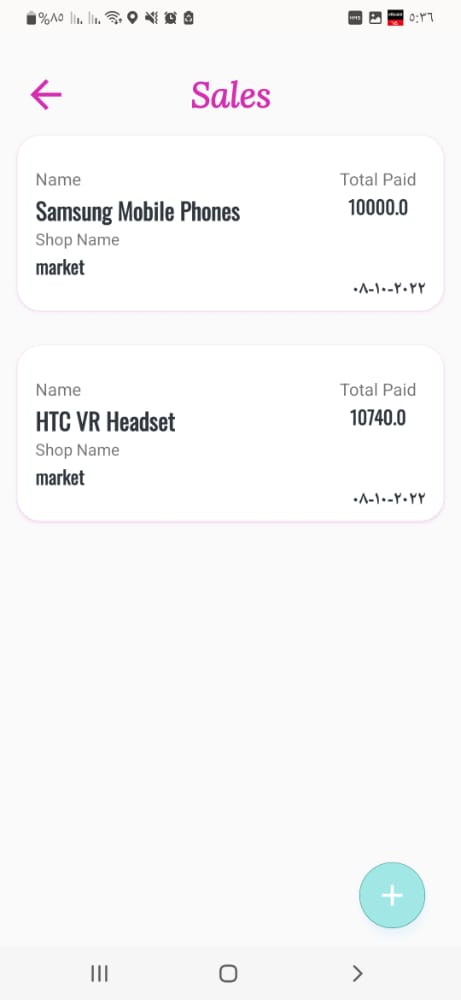 %٨٥
٥:٣٦
Sales
Name
Total Paid
Samsung Mobile Phones
10000.0
Shop Name
market
٠٨-١٠-٢٠٢٢
Name
Total Paid
HTC VR Headset
10740.0
Shop Name
market
٠٨-١٠-٢٠٢٢